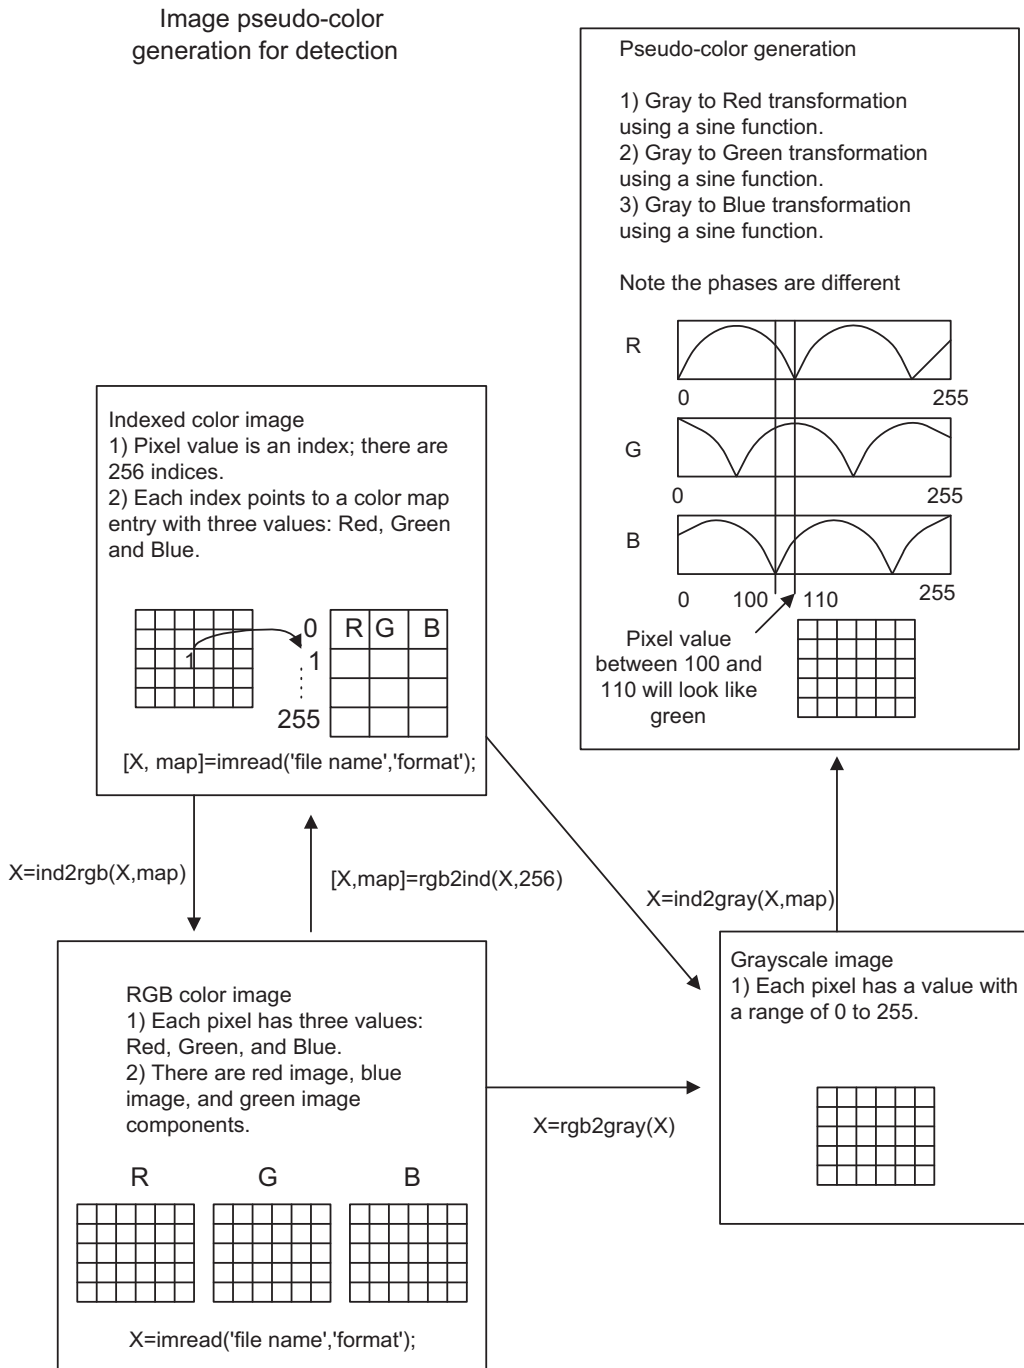 Image pseudo-color
generation for detection
Pseudo-color generation
1) Gray to Red transformation
using a sine function.
2) Gray to Green transformation
using a sine function.
3) Gray to Blue transformation
using a sine function.
Note the phases are different
R
0 255
G
0 255
B
0 100 110 255
Pixel value
between 100 and
110 will look like
green
Indexed color image
1) Pixel value is an index; there are
256 indices.
2) Each index points to a color map
entry with three values: Red, Green
and Blue.
0 R G B
1 1
255
[X, map]=imread('file name','format');
X=ind2rgb(X,map)
[X,map]=rgb2ind(X,256)
X=ind2gray(X,map)
RGB color image
1) Each pixel has three values:
Red, Green, and Blue.
2) There are red image, blue
image, and green image
components.
R G B
X=imread('file name','format');
X=rgb2gray(X)
Grayscale image
1) Each pixel has a value with
a range of 0 to 255.